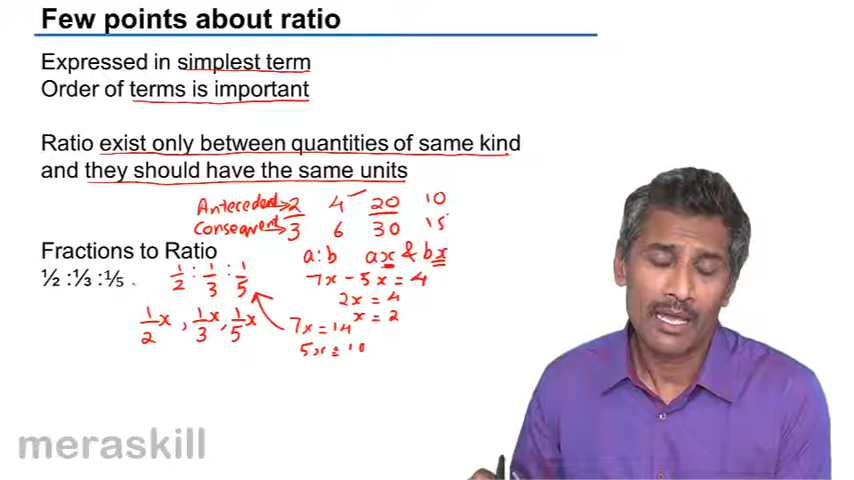 Few points about ratio
Expressed in simplest term
Order of terms is important
Ratio exist only between quantities of same kind
and they should have the same units
Antecedent→ 2 4 20 10
Consequent→ 3 6 30 15
Fractions to Ratio
a:b ax & bx
½ :⅓ :⅕
1/2 : 1/3 : 1/5
7x - 5x = 4
2x = 4
x = 2
1/2 x , 1/3 x , 1/5 x
7x = 14
5x = 10
meraskill